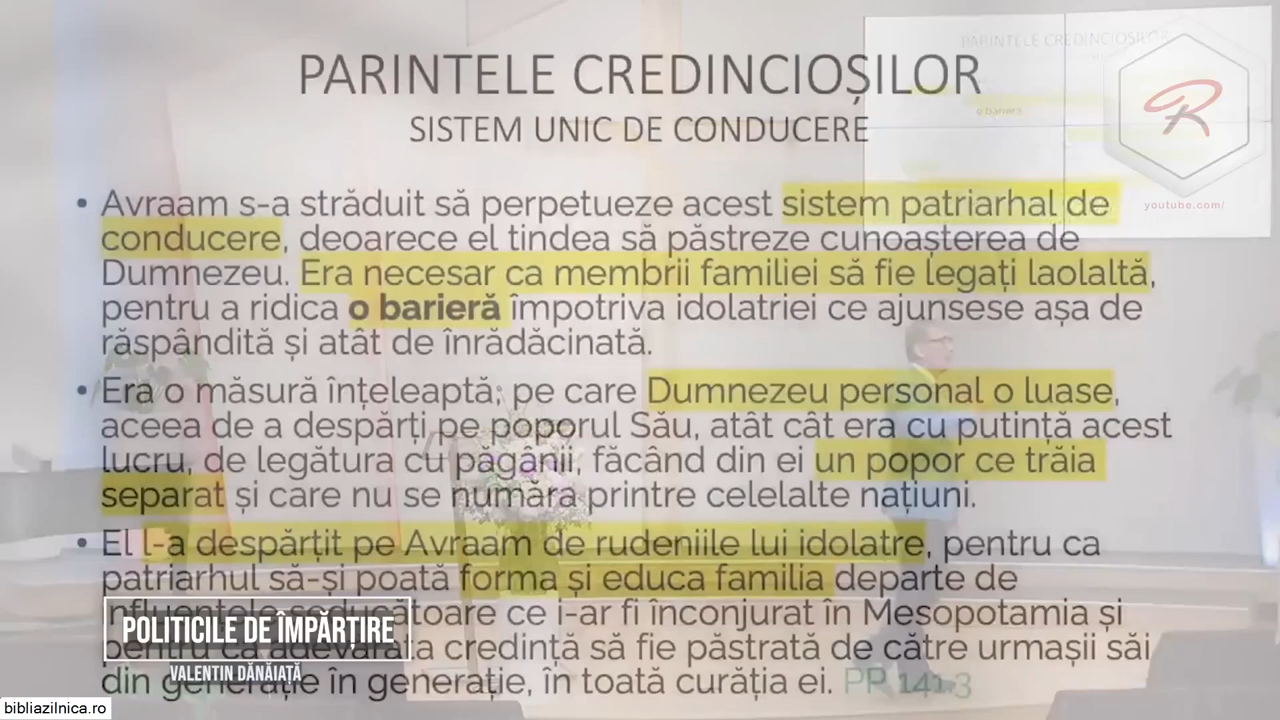 PARINTELE CREDINCIOȘILOR
SISTEM UNIC DE CONDUCERE
PARINTELE CREDINCIOSILOR
o barieră
R
youtube.com/
• Avraam s-a străduit să perpetueze acest sistem patriarhal de
conducere, deoarece el tindea să păstreze cunoașterea de
Dumnezeu. Era necesar ca membrii familiei să fie legați laolaltă,
pentru a ridica o barieră împotriva idolatriei ce ajunsese așa de
răspândită și atât de înrădăcinată.
• Era o măsură înțeleaptă, pe care Dumnezeu personal o luase,
aceea de a despărți pe poporul Său, atât cât era cu putință acest
lucru, de legătura cu păgânii, făcând din ei un popor ce trăia
separat și care nu se număra printre celelalte națiuni.
• El l-a despărțit pe Avraam de rudeniile lui idolatre, pentru ca
patriarhul să-și poată forma și educa familia departe de
influențele seducătoare ce i-ar fi înconjurat în Mesopotamia și
pentru ca adevărata credință să fie păstrată de către urmașii săi
din generație în generație, în toată curăția ei. PP 141.3
POLITICILE DE ÎMPĂRȚIRE
VALENTIN DĂNĂIAȚĂ
bibliazilnica.ro